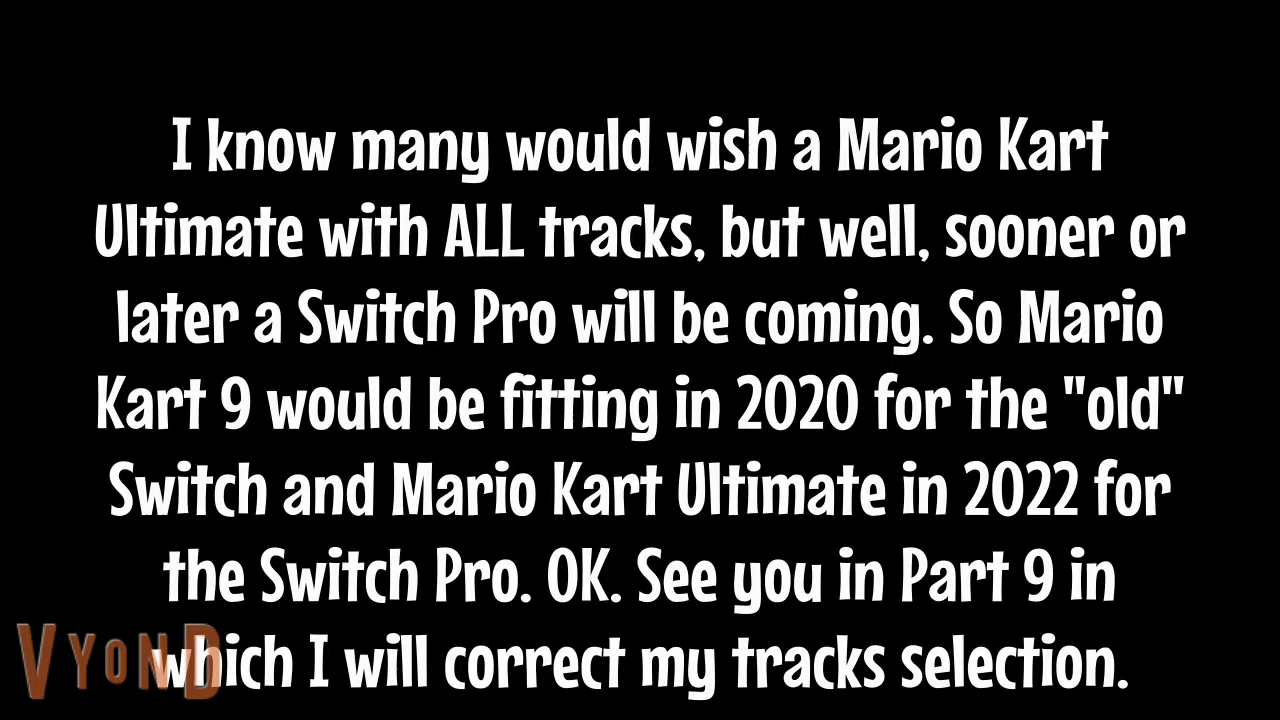 I know many would wish a Mario Kart
Ultimate with ALL tracks, but well, sooner or
later a Switch Pro will be coming. So Mario
Kart 9 would be fitting in 2020 for the "old"
Switch and Mario Kart Ultimate in 2022 for
the Switch Pro. OK. See you in Part 9 in
which I will correct my tracks selection.
VYOND